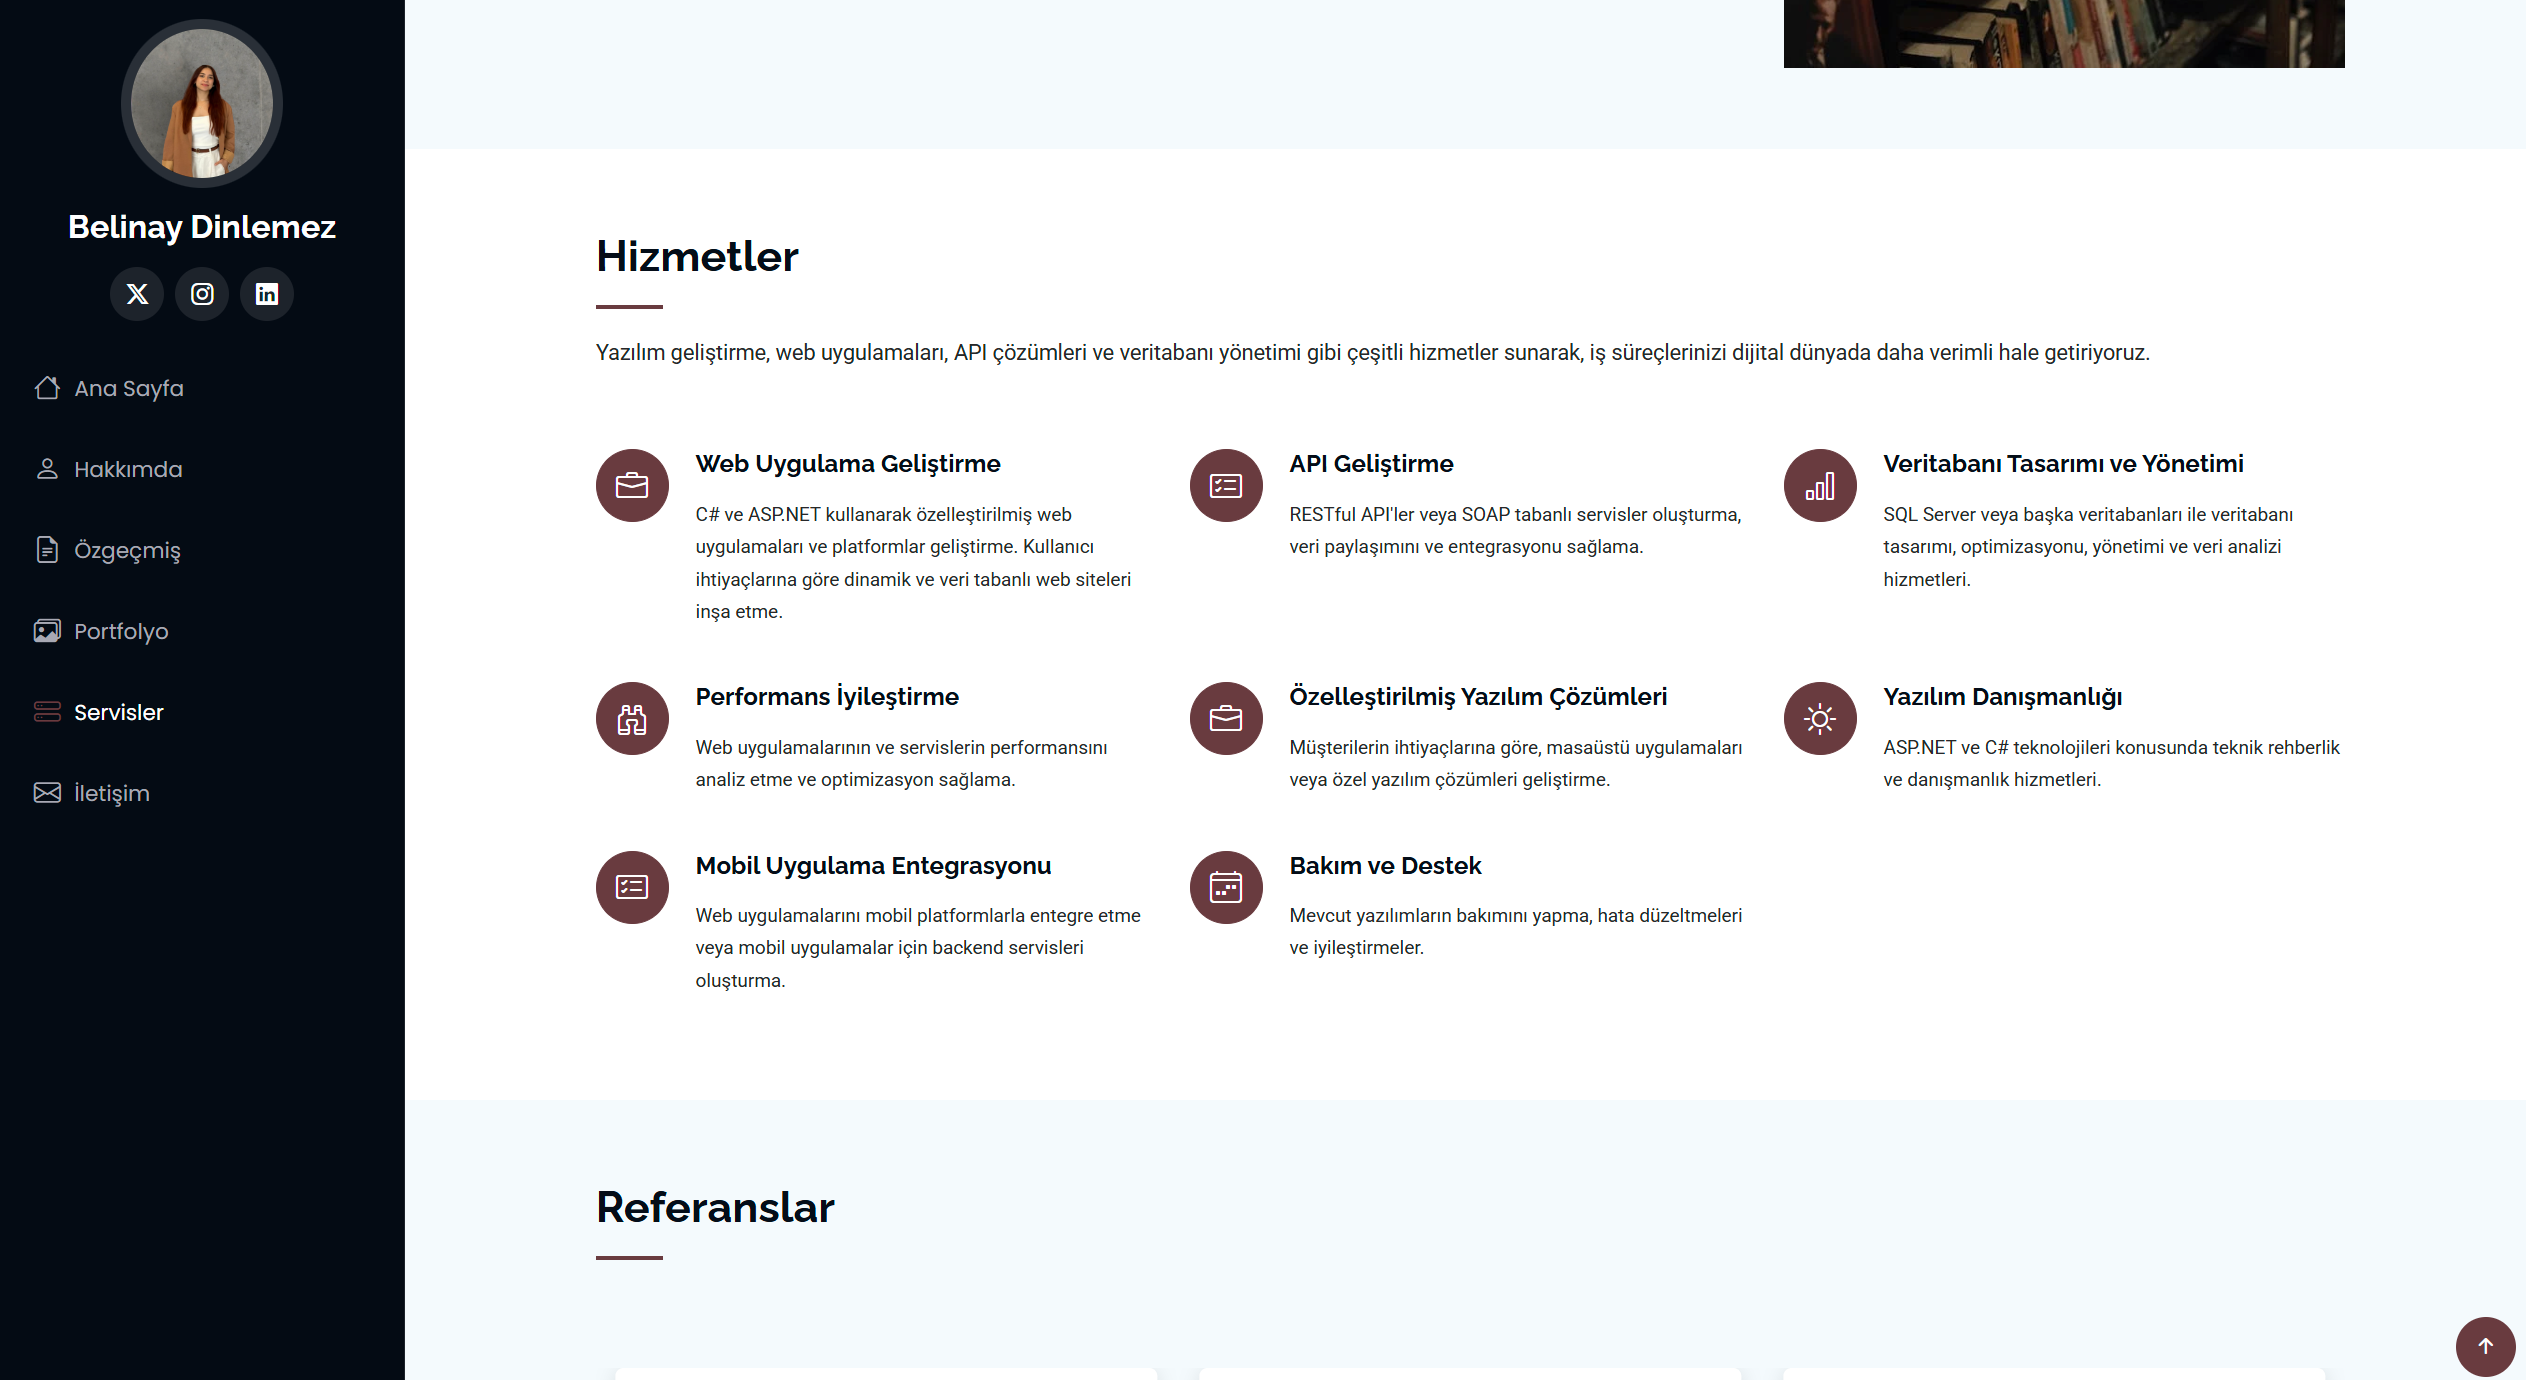 Belinay Dinlemez
Ana Sayfa
Hakkımda
Özgeçmiş
Portfolyo
Servisler
İletişim
Hizmetler
Yazılım geliştirme, web uygulamaları, API çözümleri ve veritabanı yönetimi gibi çeşitli hizmetler sunarak, iş süreçlerinizi dijital dünyada daha verimli hale getiriyoruz.
Web Uygulama Geliştirme
C# ve ASP.NET kullanarak özelleştirilmiş web
uygulamaları ve platformlar geliştirme. Kullanıcı
ihtiyaçlarına göre dinamik ve veri tabanlı web siteleri
inşa etme.
API Geliştirme
RESTful API'ler veya SOAP tabanlı servisler oluşturma,
veri paylaşımını ve entegrasyonu sağlama.
Veritabanı Tasarımı ve Yönetimi
SQL Server veya başka veritabanları ile veritabanı
tasarımı, optimizasyonu, yönetimi ve veri analizi
hizmetleri.
Performans İyileştirme
Web uygulamalarının ve servislerin performansını
analiz etme ve optimizasyon sağlama.
Özelleştirilmiş Yazılım Çözümleri
Müşterilerin ihtiyaçlarına göre, masaüstü uygulamaları
veya özel yazılım çözümleri geliştirme.
Yazılım Danışmanlığı
ASP.NET ve C# teknolojileri konusunda teknik rehberlik
ve danışmanlık hizmetleri.
Mobil Uygulama Entegrasyonu
Web uygulamalarını mobil platformlarla entegre etme
veya mobil uygulamalar için backend servisleri
oluşturma.
Bakım ve Destek
Mevcut yazılımların bakımını yapma, hata düzeltmeleri
ve iyileştirmeler.
Referanslar